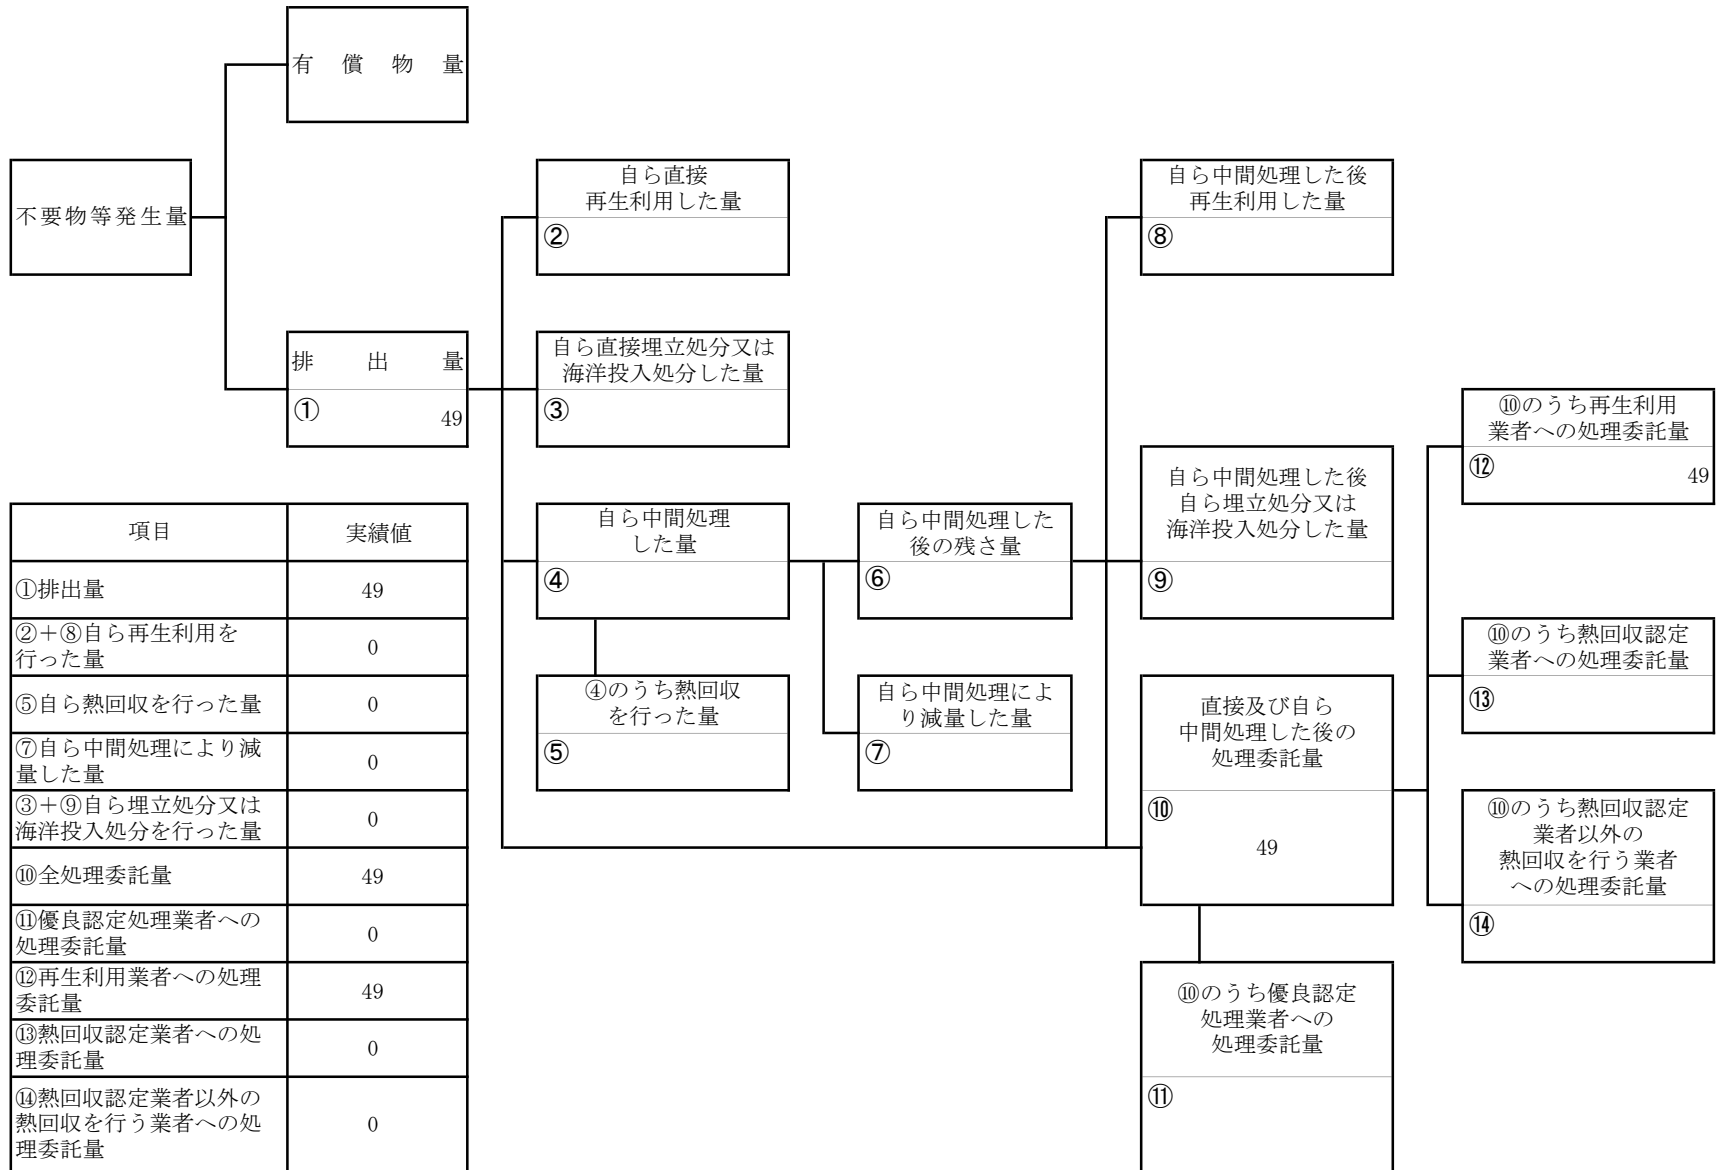 有償物量
不要物等発生量
排出量
①
49
自ら直接
再生利用した量
②
自ら直接埋立処分又は
海洋投入処分した量
③
自ら中間処理
した量
④
④のうち熱回収
を行った量
⑤
自ら中間処理した
後の残さ量
⑥
自ら中間処理によ
り減量した量
⑦
自ら中間処理した後
再生利用した量
⑧
自ら中間処理した後
自ら埋立処分又は
海洋投入処分した量
⑨
直接及び自ら
中間処理した後の
処理委託量
⑩
49
⑩のうち優良認定
処理業者への
処理委託量
⑪
⑩のうち再生利用
業者への処理委託量
⑫
49
⑩のうち熱回収認定
業者への処理委託量
⑬
⑩のうち熱回収認定
業者以外の
熱回収を行う業者
への処理委託量
⑭
項目 実績値
①排出量 49
②+⑧自ら再生利用を
行った量 0
⑤自ら熱回収を行った量 0
⑦自ら中間処理により減
量した量 0
③+⑨自ら埋立処分又は
海洋投入処分を行った量 0
⑩全処理委託量 49
⑪優良認定処理業者への
処理委託量 0
⑫再生利用業者への処理
委託量 49
⑬熱回収認定業者への処
理委託量 0
⑭熱回収認定業者以外の
熱回収を行う業者への処 0
理委託量